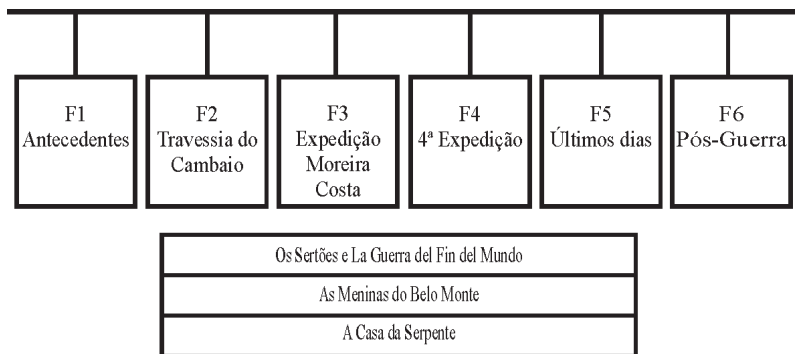 F1
Antecedentes
F2
Travessia do
Cambaio
F3
Expedição
Moreira
Costa
F4
4ª Expedição
F5
Últimos dias
F6
Pós-Guerra
Os Sertões e La Guerra del Fin del Mundo
As Meninas do Belo Monte
A Casa da Serpente